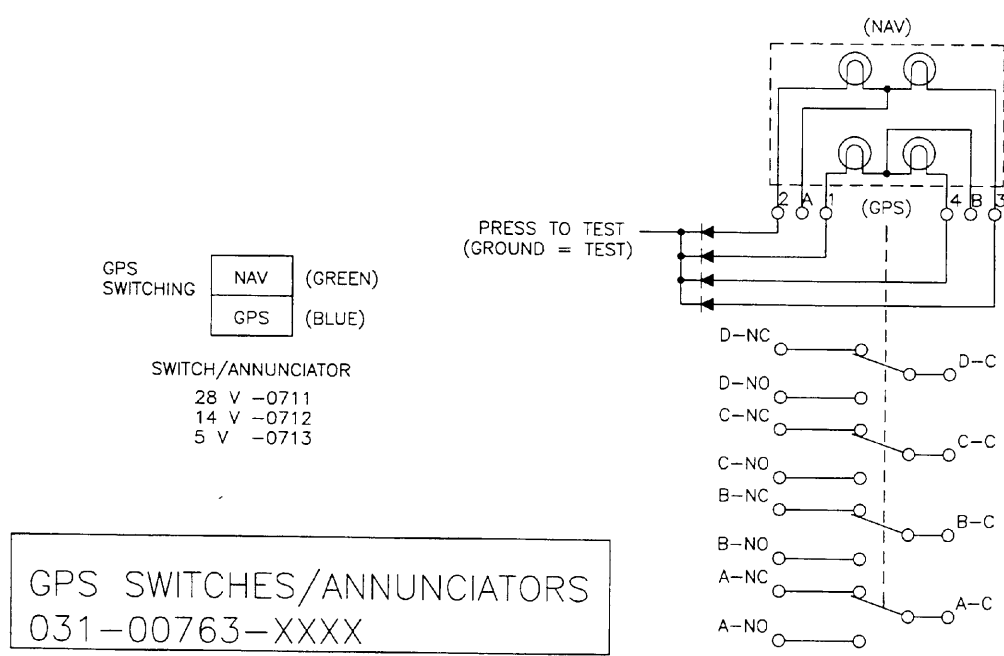 (NAV)
2 A 1 (GPS) 4 B 3
PRESS TO TEST
(GROUND = TEST)
GPS
SWITCHING
NAV (GREEN)
GPS (BLUE)
SWITCH/ANNUNCIATOR
28 V -0711
14 V -0712
5 V -0713
D-NC
D-C
D-NO
C-NC
C-C
C-NO
B-NC
B-C
B-NO
A-NC
A-C
A-NO
GPS SWITCHES/ANNUNCIATORS
031-00763-XXXX